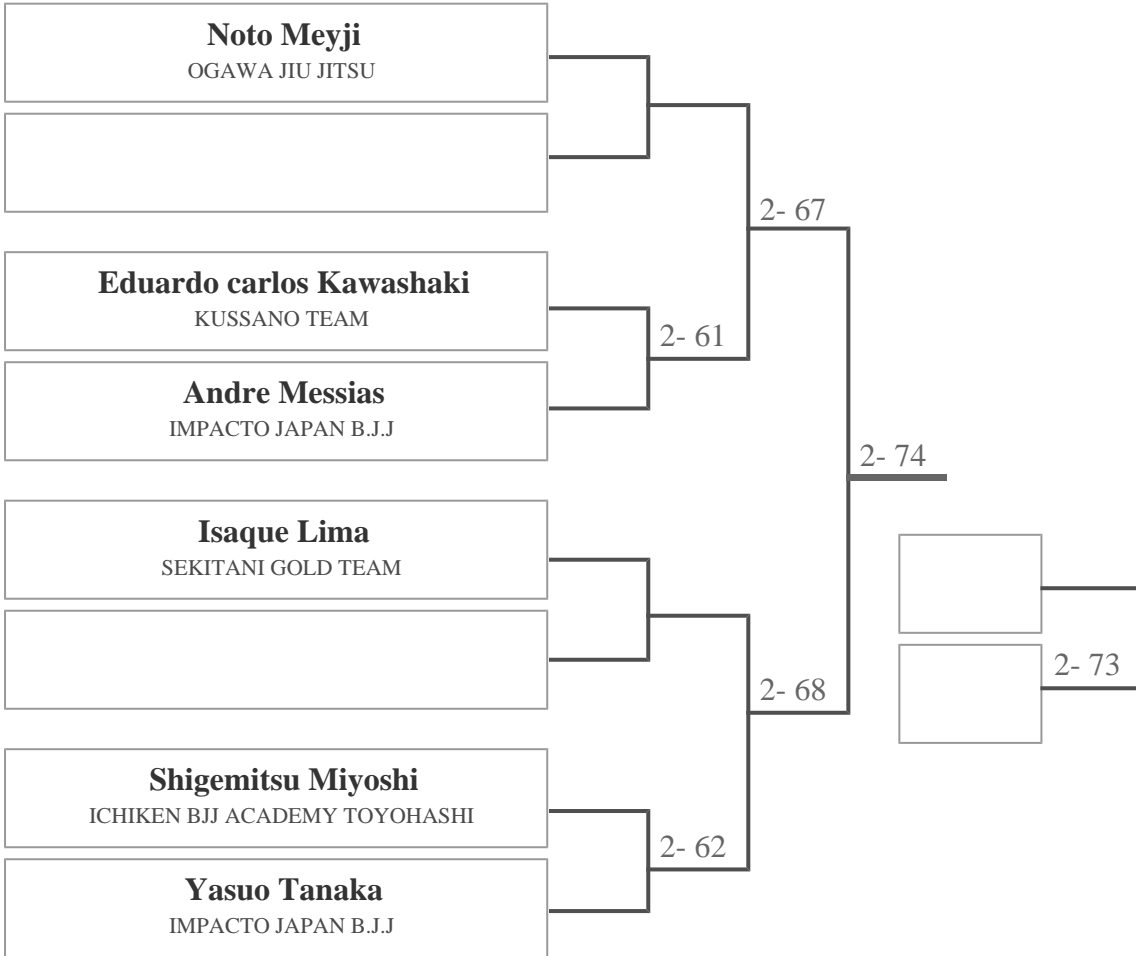 Noto Meyji
OGAWA JIU JITSU
2- 67
Eduardo carlos Kawashaki
KUSSANO TEAM
2- 61
Andre Messias
IMPACTO JAPAN B.J.J
2- 74
Isaque Lima
SEKITANI GOLD TEAM
2- 73
2- 68
Shigemitsu Miyoshi
ICHIKEN BJJ ACADEMY TOYOHASHI
2- 62
Yasuo Tanaka
IMPACTO JAPAN B.J.J